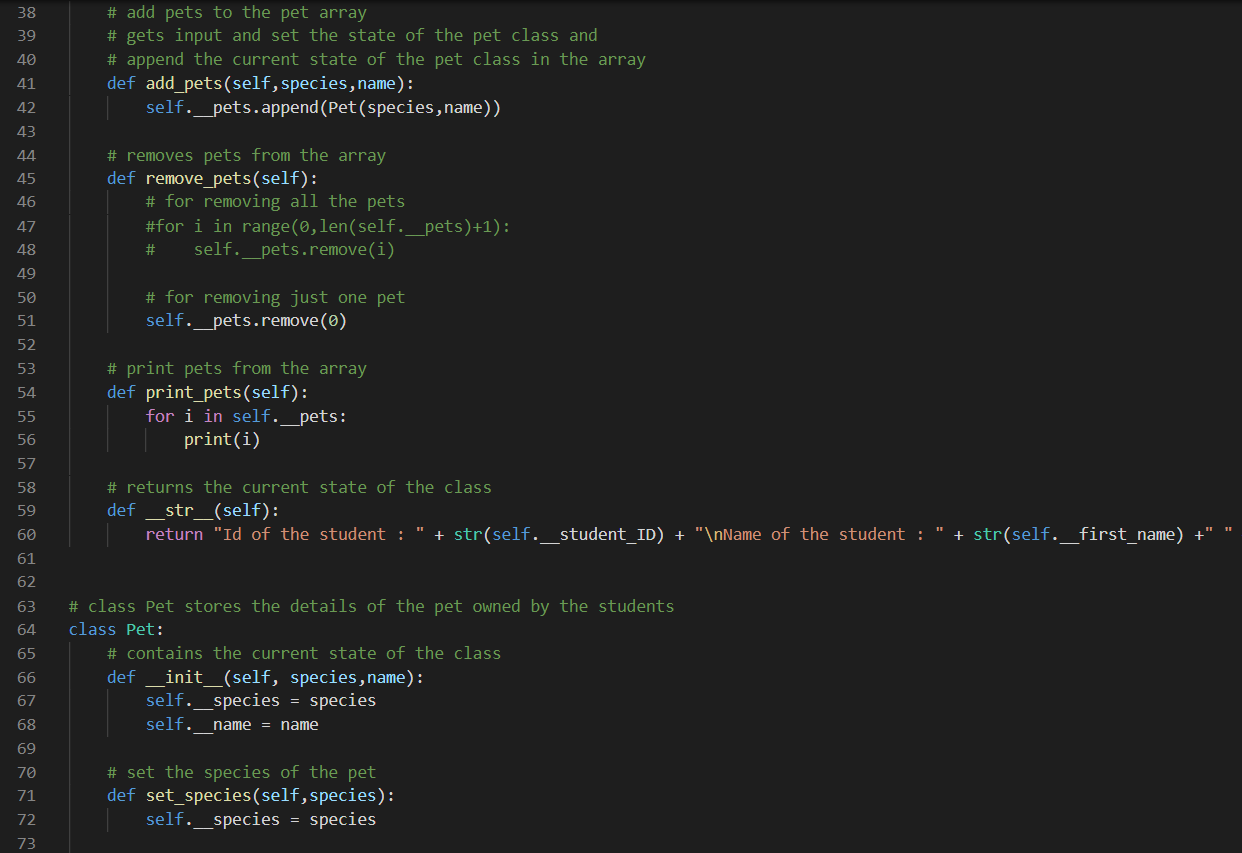 38 # add pets to the pet array
39 # gets input and set the state of the pet class and
40 # append the current state of the pet class in the array
41 def add_pets(self,species,name):
42 self.__pets.append(Pet(species,name))
43
44 # removes pets from the array
45 def remove_pets(self):
46 # for removing all the pets
47 #for i in range(0,len(self.__pets)+1):
48 #    self.__pets.remove(i)
49
50 # for removing just one pet
51 self.__pets.remove(0)
52
53 # print pets from the array
54 def print_pets(self):
55 for i in self.__pets:
56 print(i)
57
58 # returns the current state of the class
59 def __str__(self):
60 return "Id of the student : " + str(self.__student_ID) + "\nName of the student : " + str(self.__first_name) +" "
61
62
63 # class Pet stores the details of the pet owned by the students
64 class Pet:
65 # contains the current state of the class
66 def __init__(self, species,name):
67 self.__species = species
68 self.__name = name
69
70 # set the species of the pet
71 def set_species(self,species):
72 self.__species = species
73